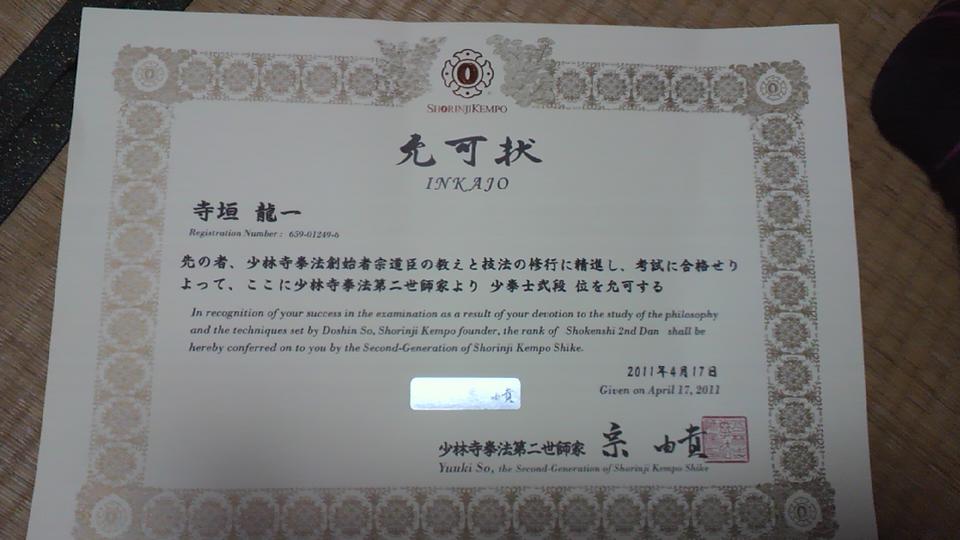 SHORINJI KEMPO
允可状
INKAJO
寺垣 龍一
Registration Number : 659-01249-6
先の者、少林寺拳法創始者宗道臣の教えと技法の修行に精進し、考試に合格せり
よって、ここに少林寺拳法第二世師家より 少拳士弐段 位を允可する
In recognition of your success in the examination as a result of your devotion to the study of the philosophy
and the techniques set by Doshin So, Shorinji Kempo founder, the rank of Shokenshi 2nd Dan shall be
hereby conferred on to you by the Second-Generation of Shorinji Kempo Shike.
2011年4月17日
Given on April 17, 2011
由貴
少林寺拳法第二世師家 宗 由貴
Yuuki So, the Second-Generation of Shorinji Kempo Shike